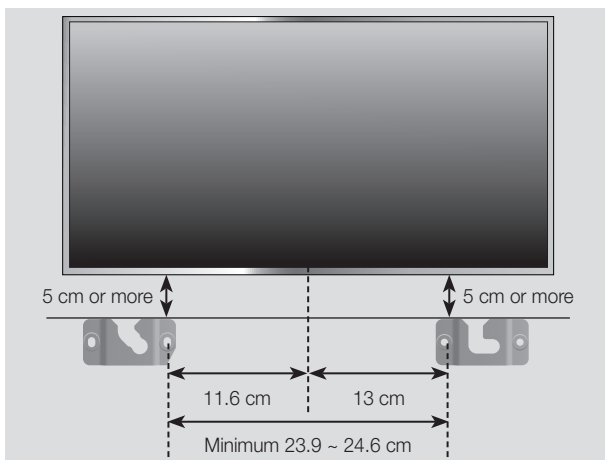 5 cm or more
5 cm or more
11.6 cm
13 cm
Minimum 23.9 ~ 24.6 cm